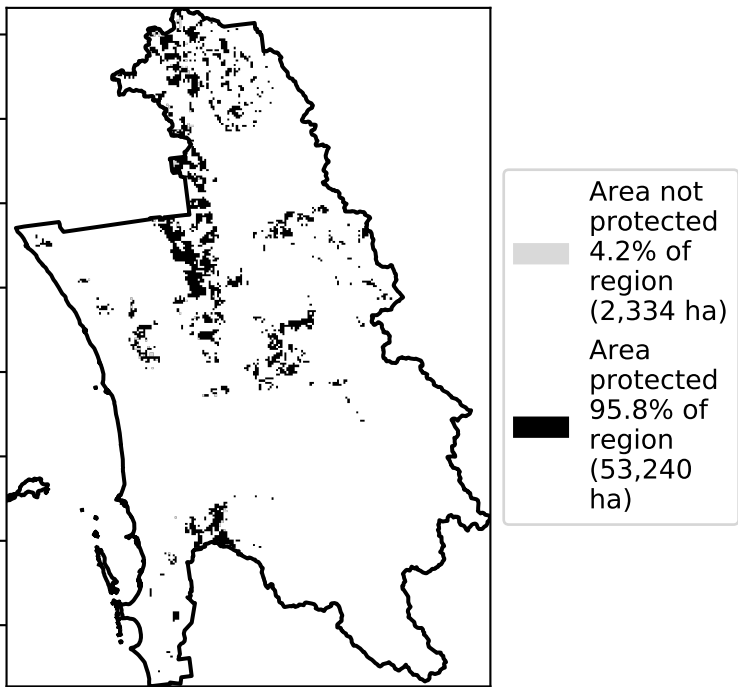 Area not
protected
4.2% of
region
(2,334 ha)
Area
protected
95.8% of
region
(53,240
ha)